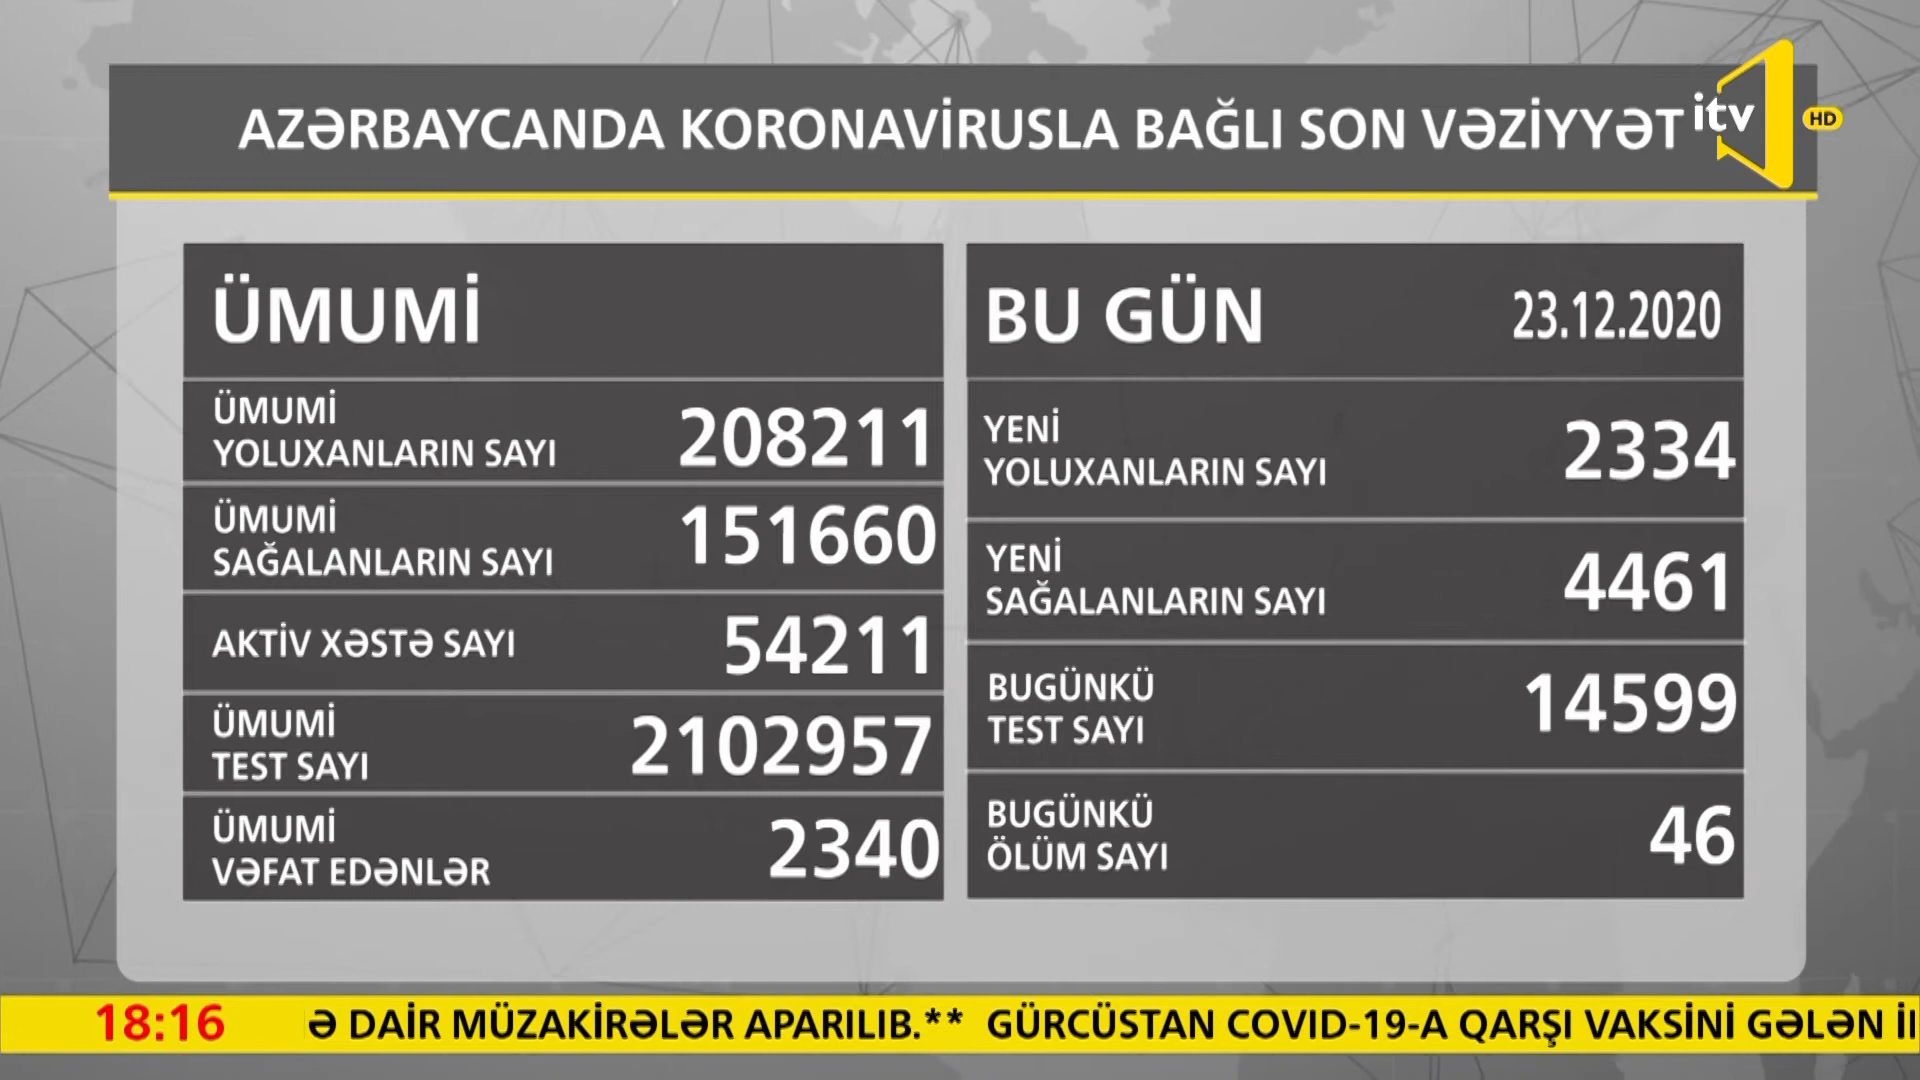 AZƏRBAYCANDA KORONAVİRUSLA BAĞLI SON VƏZİYYƏT
itv
HD
ÜMUMİ
ÜMUMİ
YOLUXANLARIN SAYI
208211
ÜMUMİ
SAĞALANLARIN SAYI
151660
AKTİV XƏSTƏ SAYI
54211
ÜMUMİ
TEST SAYI
2102957
ÜMUMİ
VƏFAT EDƏNLƏR
2340
BU GÜN
23.12.2020
YENİ
YOLUXANLARIN SAYI
2334
YENİ
SAĞALANLARIN SAYI
4461
BUGÜNKÜ
TEST SAYI
14599
BUGÜNKÜ
ÖLÜM SAYI
46
18:16
Ə DAİR MÜZAKİRƏLƏR APARILIB.** GÜRCÜSTAN COVID-19-A QARŞI VAKSİNİ GƏLƏN